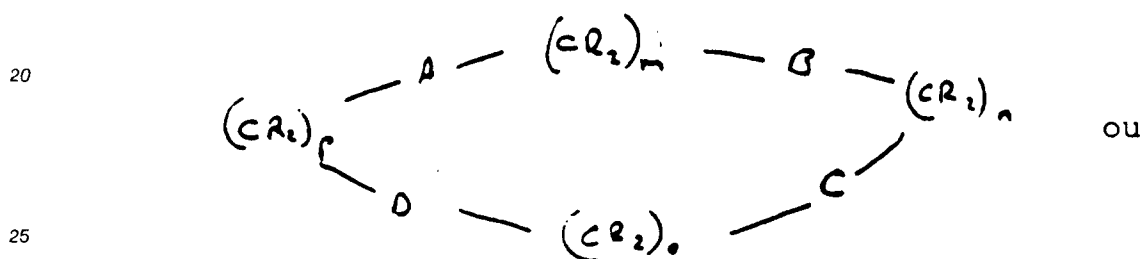 (CR₂)ₘ
20 A B
(CR₂)ₚ (CR₂)ₙ ou
D C
25 (CR₂)ₒ